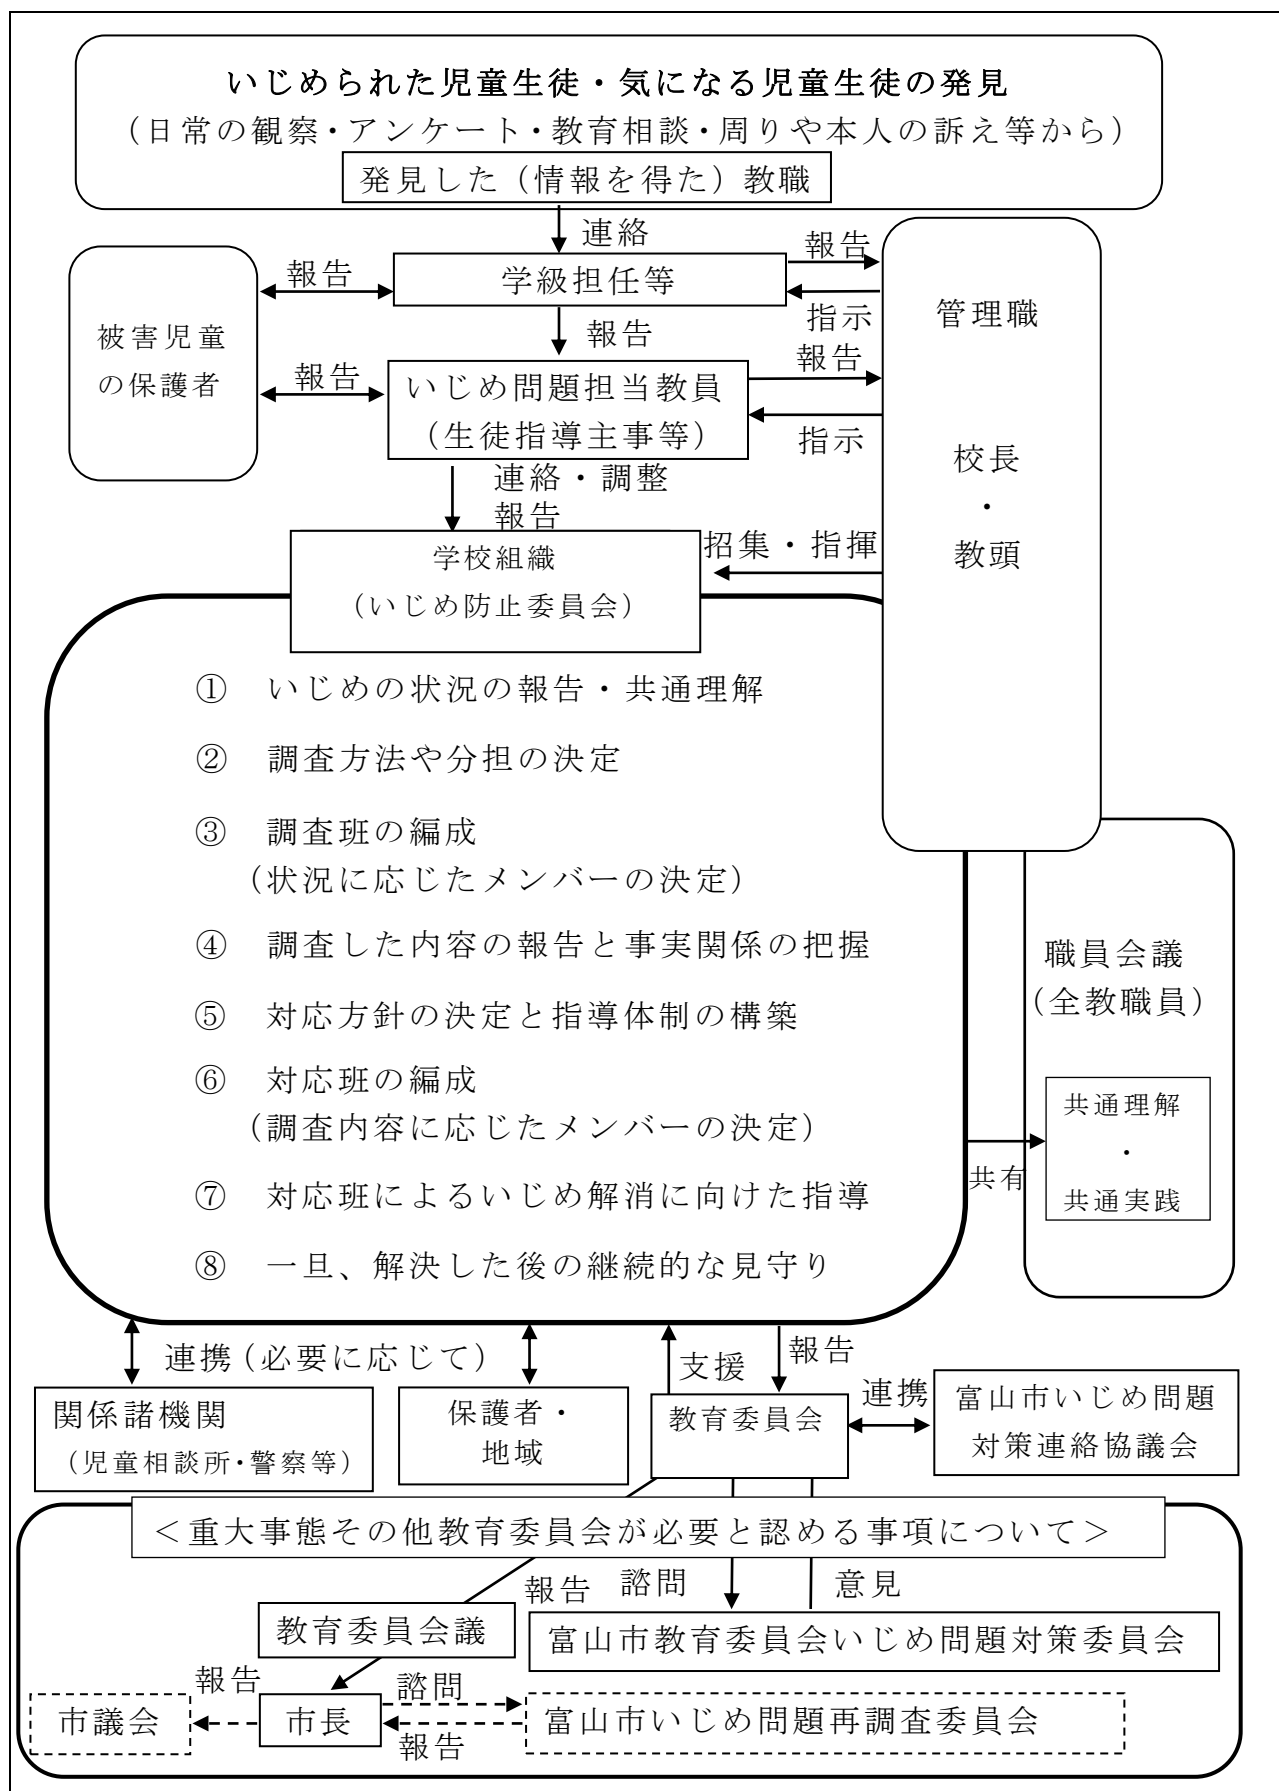 いじめられた児童生徒・気になる児童生徒の発見
（日常の観察・アンケート・教育相談・周りや本人の訴え等から）
発見した（情報を得た）教職
連絡
報告
学級担任等
報告
指示
管理職
校長
・
教頭
被害児童
の保護者
報告
報告
報告
いじめ問題担当教員
（生徒指導主事等）
指示
連絡・調整
報告
学校組織
（いじめ防止委員会）
招集・指揮
① いじめの状況の報告・共通理解
② 調査方法や分担の決定
③ 調査班の編成
（状況に応じたメンバーの決定）
④ 調査した内容の報告と事実関係の把握
⑤ 対応方針の決定と指導体制の構築
⑥ 対応班の編成
（調査内容に応じたメンバーの決定）
⑦ 対応班によるいじめ解消に向けた指導
⑧ 一旦、解決した後の継続的な見守り
職員会議
（全教職員）
共通理解
・
共通実践
共有
連携（必要に応じて）
支援
報告
関係諸機関
（児童相談所・警察等）
保護者・
地域
教育委員会
連携
富山市いじめ問題
対策連絡協議会
＜重大事態その他教育委員会が必要と認める事項について＞
報告
諮問
意見
教育委員会議
富山市教育委員会いじめ問題対策委員会
報告
諮問
市議会
市長
富山市いじめ問題再調査委員会
報告